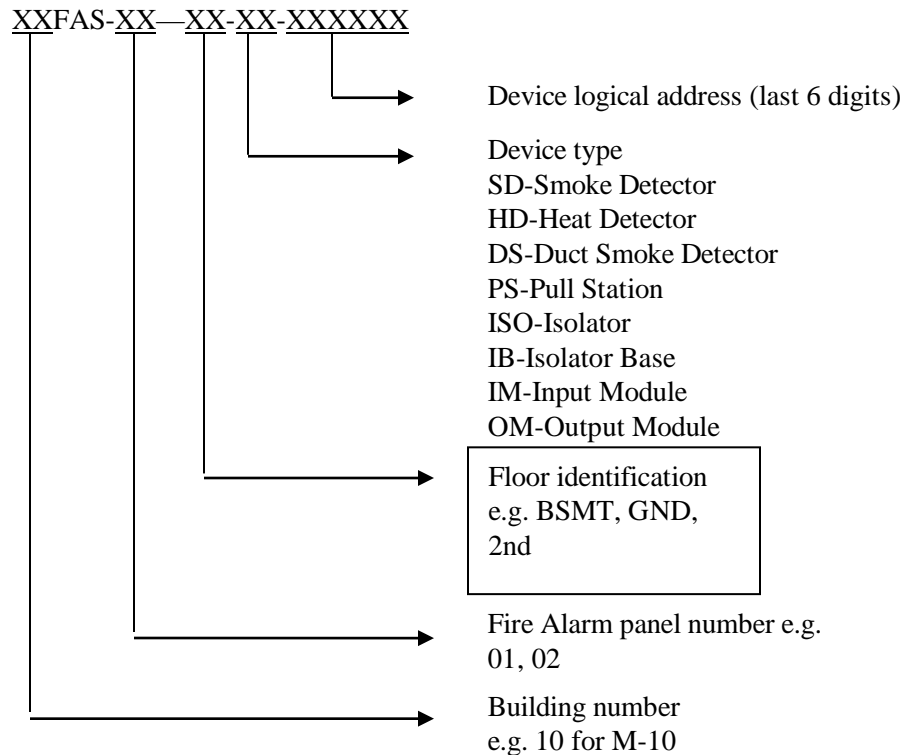 XXFAS-XX—XX-XX-XXXXXX
Device logical address (last 6 digits)
Device type
SD-Smoke Detector
HD-Heat Detector
DS-Duct Smoke Detector
PS-Pull Station
ISO-Isolator
IB-Isolator Base
IM-Input Module
OM-Output Module
Floor identification
e.g. BSMT, GND,
2nd
Fire Alarm panel number e.g.
01, 02
Building number
e.g. 10 for M-10